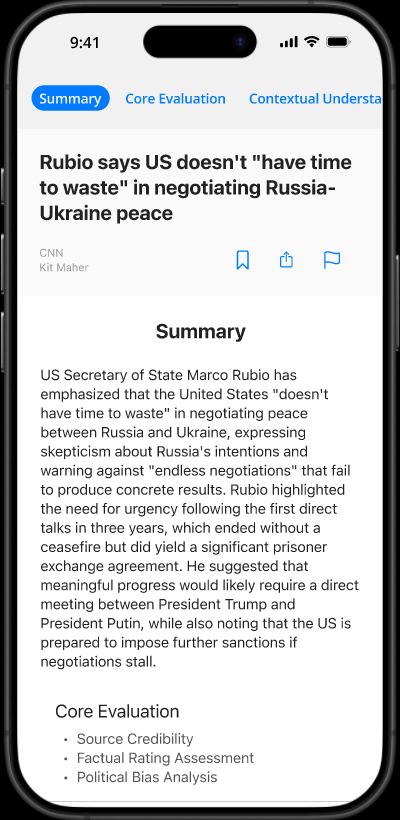 9:41
Summary Core Evaluation Contextual Understa
Rubio says US doesn't "have time
to waste" in negotiating Russia-
Ukraine peace
CNN
Kit Maher
Summary
US Secretary of State Marco Rubio has
emphasized that the United States "doesn't
have time to waste" in negotiating peace
between Russia and Ukraine, expressing
skepticism about Russia's intentions and
warning against "endless negotiations" that fail
to produce concrete results. Rubio highlighted
the need for urgency following the first direct
talks in three years, which ended without a
ceasefire but did yield a significant prisoner
exchange agreement. He suggested that
meaningful progress would likely require a direct
meeting between President Trump and
President Putin, while also noting that the US is
prepared to impose further sanctions if
negotiations stall.
Core Evaluation
• Source Credibility
• Factual Rating Assessment
• Political Bias Analysis